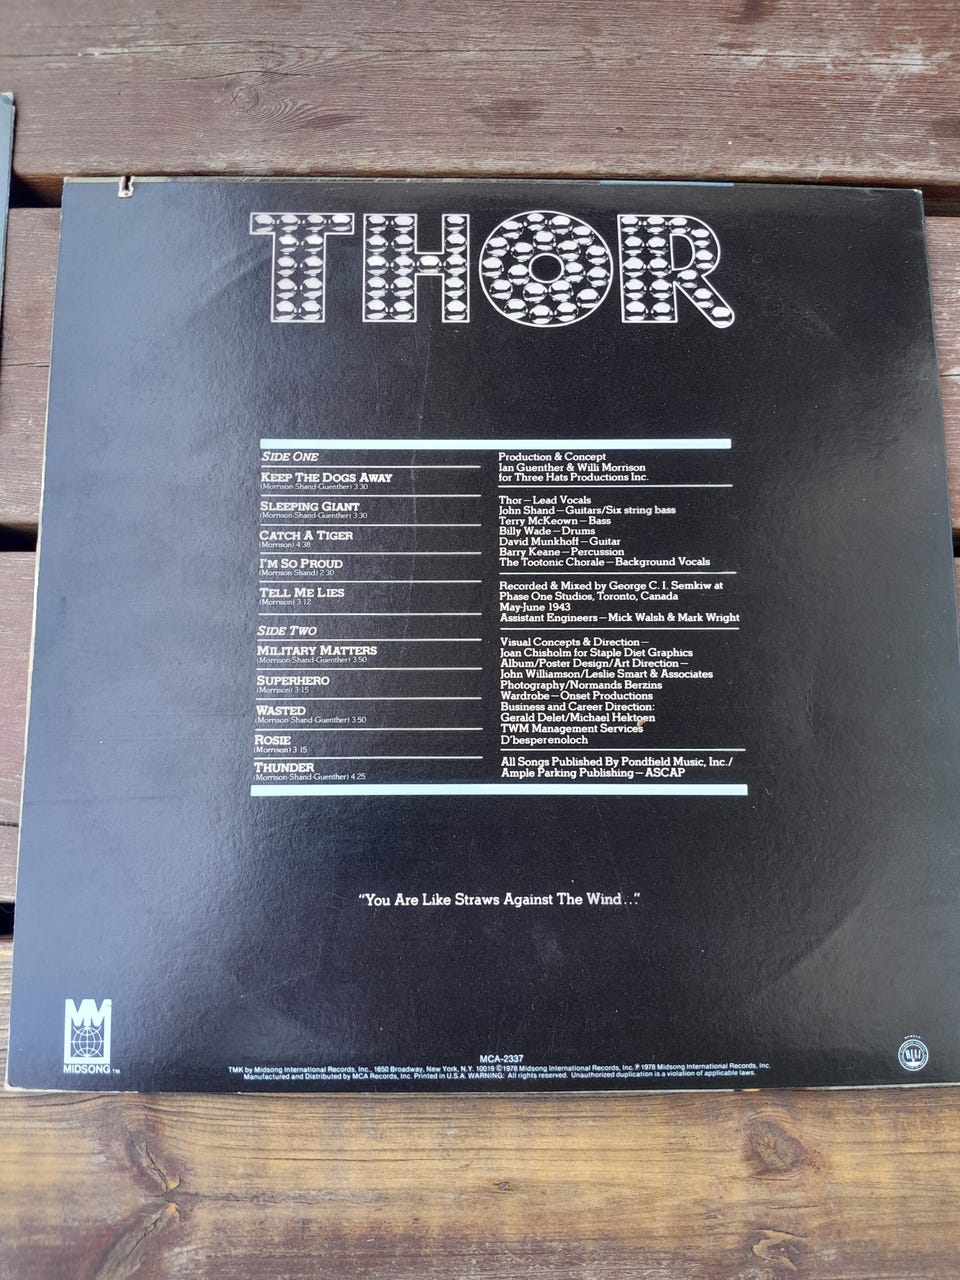 THOR
SIDE ONE
KEEP THE DOGS AWAY
(Morrison-Shand-Guenther) 3:30
SLEEPING GIANT
(Morrison-Shand-Guenther) 3:30
CATCH A TIGER
(Morrison) 4:38
I'M SO PROUD
(Morrison-Shand) 2:30
TELL ME LIES
(Morrison) 3:12
SIDE TWO
MILITARY MATTERS
(Morrison-Shand-Guenther) 3:50
SUPERHERO
(Morrison) 3:15
WASTED
(Morrison-Shand-Guenther) 3:50
ROSIE
(Morrison) 3:15
THUNDER
(Morrison-Shand-Guenther) 4:25
Production & Concept
Ian Guenther & Willi Morrison
for Three Hats Productions Inc.
Thor—Lead Vocals
John Shand—Guitars/Six string bass
Terry McKeown—Bass
Billy Wade—Drums
David Munkhoff—Guitar
Barry Keane—Percussion
The Tootonic Chorale—Background Vocals
Recorded & Mixed by George C. I. Semkiw at
Phase One Studios, Toronto, Canada
May-June 1943
Assistant Engineers—Mick Walsh & Mark Wright
Visual Concepts & Direction—
Joan Chisholm for Staple Diet Graphics
Album/Poster Design/Art Direction—
John Williamson/Leslie Smart & Associates
Photography/Normands Berzins
Wardrobe—Onset Productions
Business and Career Direction:
Gerald Delet/Michael Hektoen
TWM Management Services
D'besperenoloch
All Songs Published By Pondfield Music, Inc./
Ample Parking Publishing—ASCAP
"You Are Like Straws Against The Wind..."
MM
MIDSONG™
MCA-2337
TMK by Midsong International Records, Inc., 1650 Broadway, New York, N.Y. 10019 ©1978 Midsong International Records, Inc. ℗ 1978 Midsong International Records, Inc.
Manufactured and Distributed by MCA Records, Inc. Printed in U.S.A. WARNING: All rights reserved. Unauthorized duplication is a violation of applicable laws.